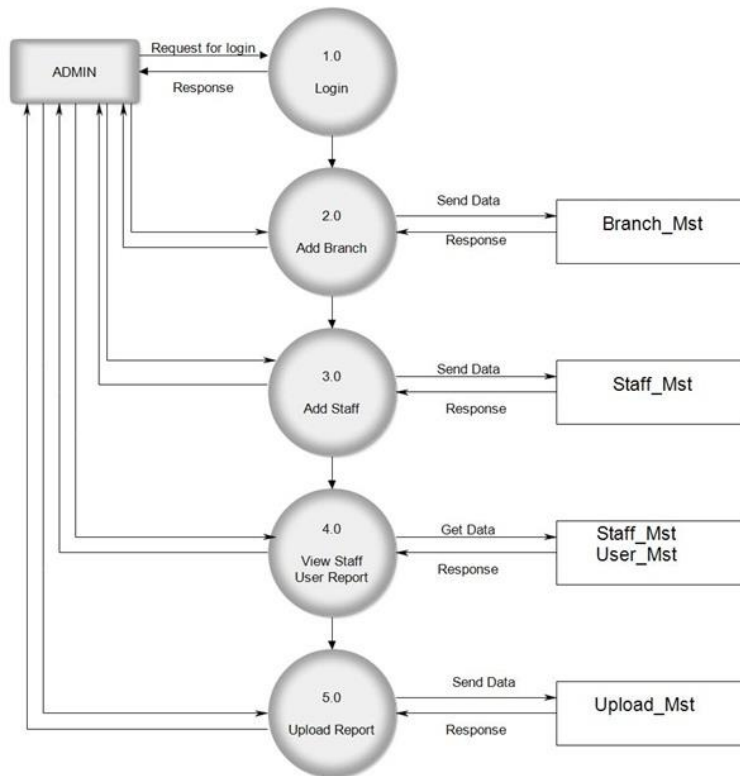 ADMIN
Request for login
Response
1.0
Login
2.0
Add Branch
Send Data
Response
Branch_Mst
3.0
Add Staff
Send Data
Response
Staff_Mst
4.0
View Staff
User Report
Get Data
Response
Staff_Mst
User_Mst
5.0
Upload Report
Send Data
Response
Upload_Mst